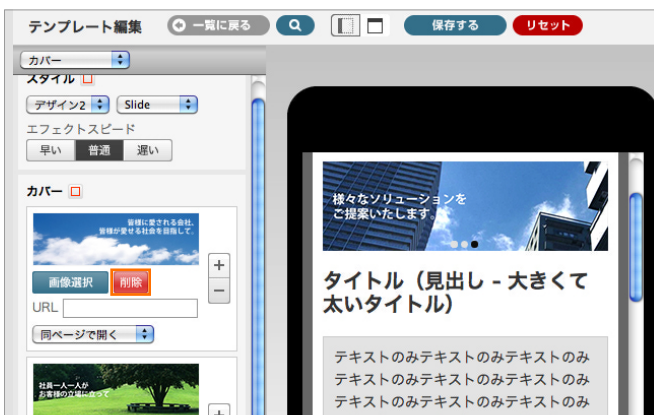 テンプレート編集
一覧に戻る
保存する
リセット
カバー
スタイル
デザイン2
Slide
エフェクトスピード
早い
普通
遅い
カバー
皆様に愛される会社、
皆様が愛せる社会を目指して。
+
画像選択
削除
−
URL
同ページで開く
社員一人一人が
お客様の立場に立って
+
様々なソリューションを
ご提案いたします。
タイトル（見出し - 大きくて
太いタイトル）
テキストのみテキストのみテキストのみ
テキストのみテキストのみテキストのみ
テキストのみテキストのみテキストのみ